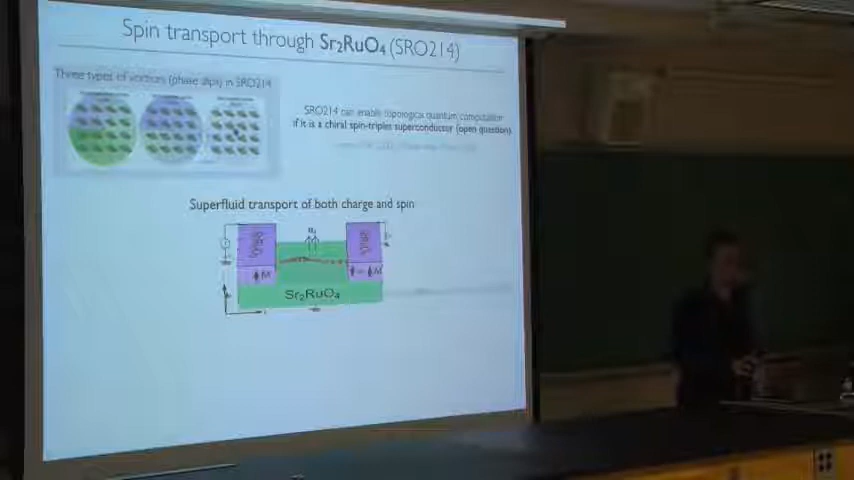 Spin transport through Sr₂RuO₄ (SRO214)
Three types of vortices (phase slips) in SRO214
SRO214 can enable topological quantum computation
if it is a chiral spin-triplet superconductor (open question)
Superfluid transport of both charge and spin
M
M
Sr₂RuO₄